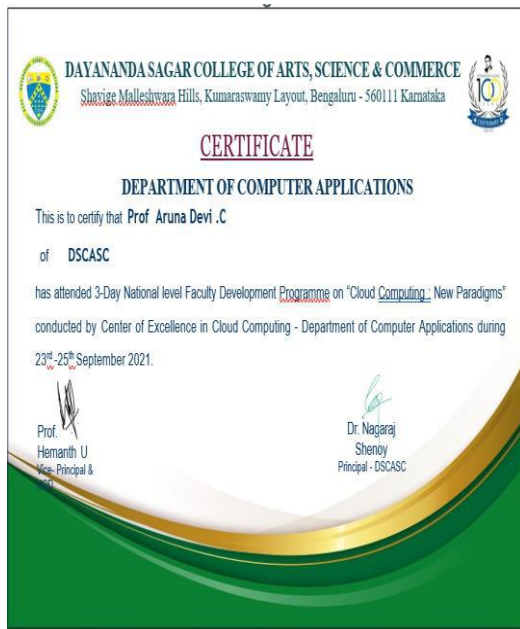 DAYANANDA SAGAR COLLEGE OF ARTS, SCIENCE & COMMERCE
Shavige Malleshwara Hills, Kumaraswamy Layout, Bengaluru - 560111 Karnataka
100
CENTENARY
CERTIFICATE
DEPARTMENT OF COMPUTER APPLICATIONS
This is to certify that Prof Aruna Devi .C
of DSCASC
has attended 3-Day National level Faculty Development Programme on “Cloud Computing : New Paradigms”
conducted by Center of Excellence in Cloud Computing - Department of Computer Applications during
23rd -25th September 2021.
Prof.
Hemanth U
Vice- Principal &
Dr. Nagaraj
Shenoy
Principal - DSCASC